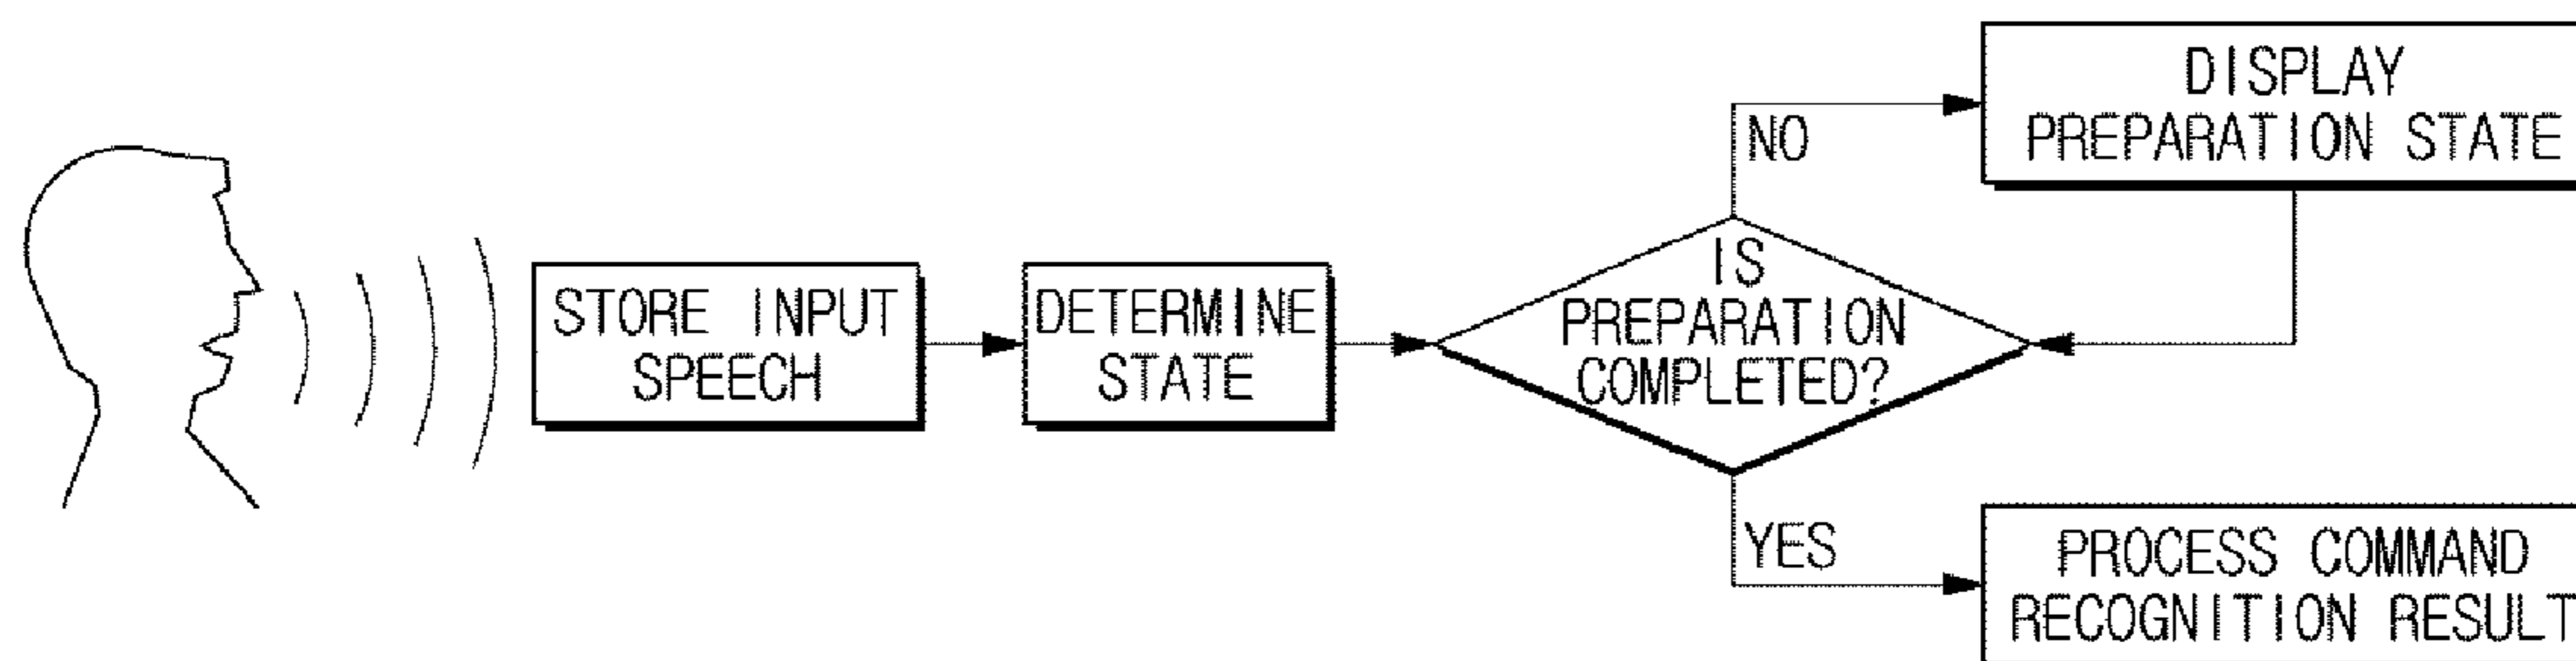 STORE INPUT
SPEECH
DETERMINE
STATE
IS
PREPARATION
COMPLETED?
NO
DISPLAY
PREPARATION STATE
YES
PROCESS COMMAND
RECOGNITION RESULT